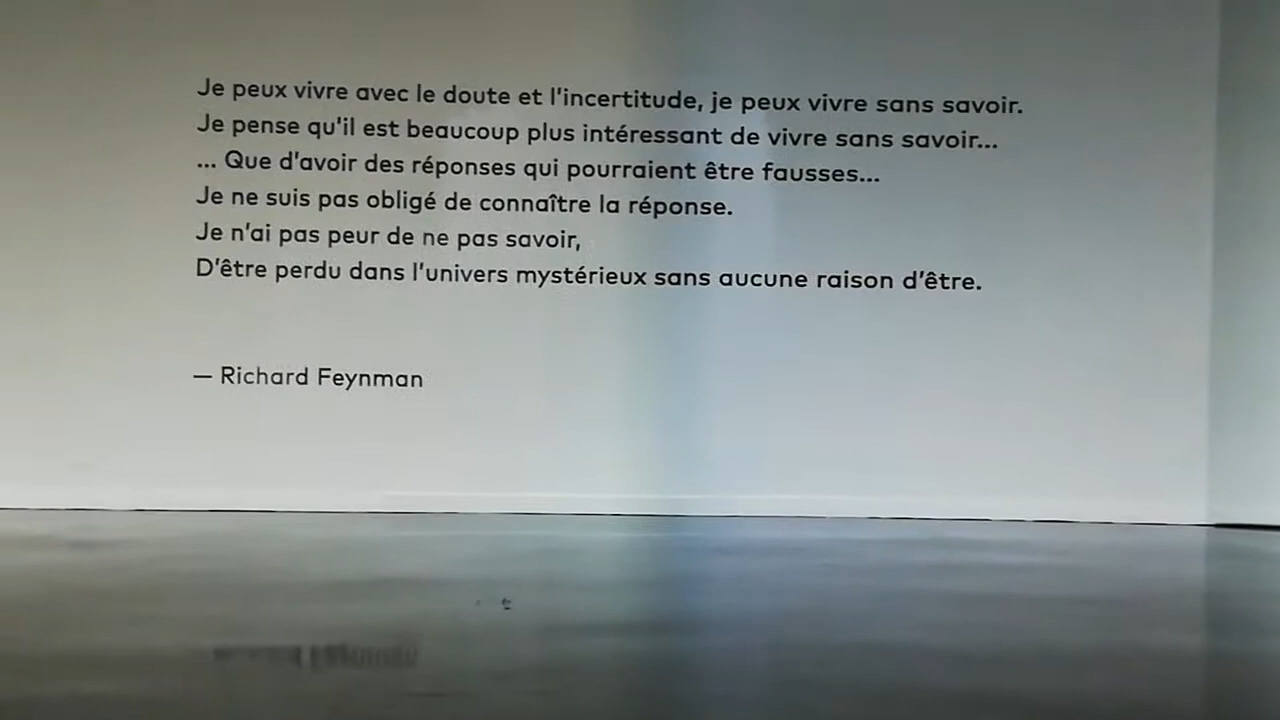 Je peux vivre avec le doute et l'incertitude, je peux vivre sans savoir.
Je pense qu'il est beaucoup plus intéressant de vivre sans savoir...
... Que d'avoir des réponses qui pourraient être fausses...
Je ne suis pas obligé de connaître la réponse.
Je n'ai pas peur de ne pas savoir,
D'être perdu dans l'univers mystérieux sans aucune raison d'être.
— Richard Feynman